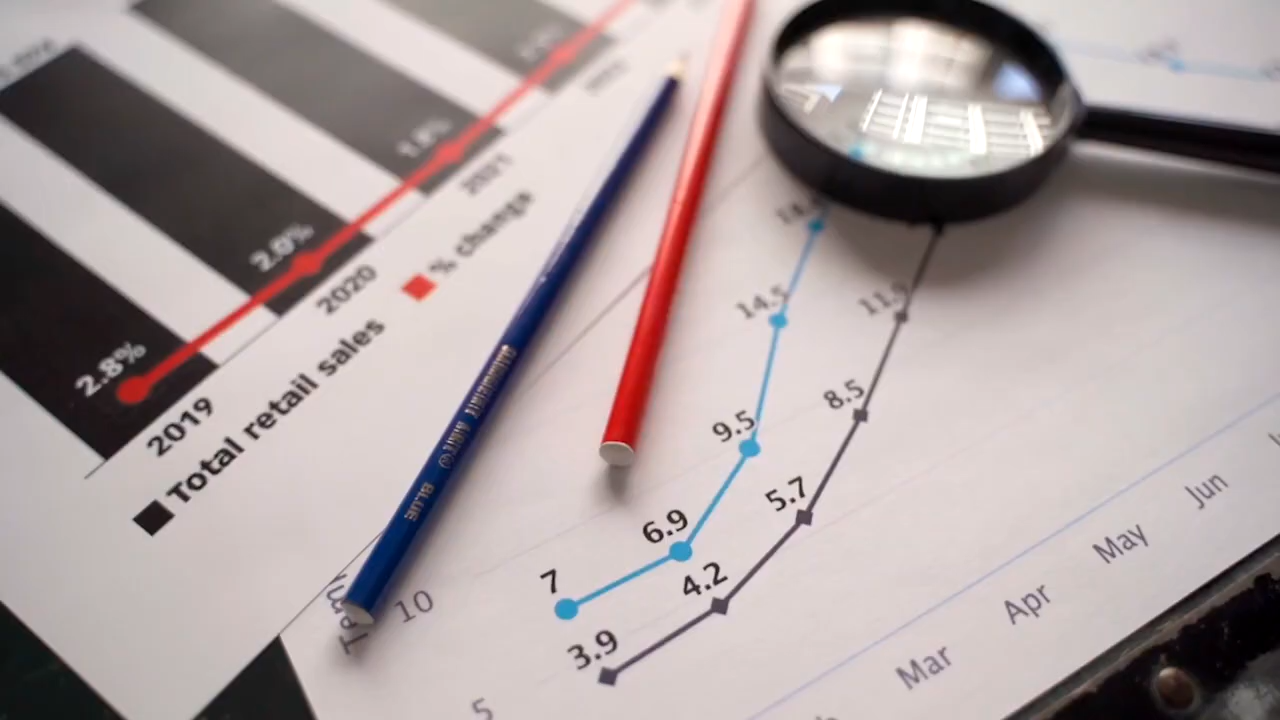 2.8%
2.0%
1.8%
2019
2020
2021
Total retail sales
% change
BLUE
14.5
9.5
6.9
7
11.9
8.5
5.7
4.2
3.9
10
5
Mar
Apr
May
Jun